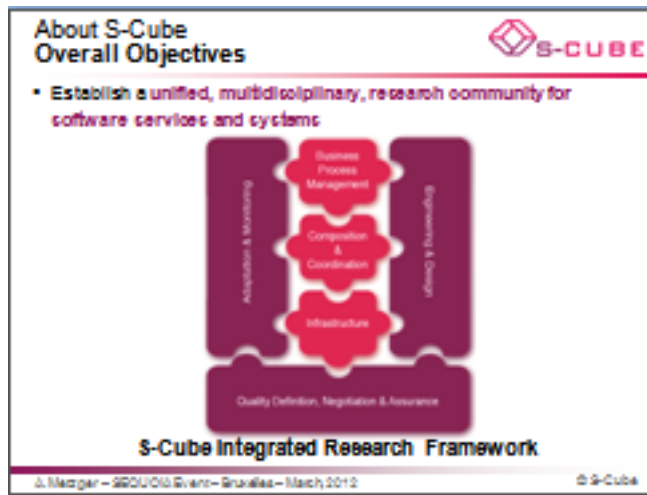 About S-Cube
Overall Objectives
S-CUBE
▪ Establish a unified, multidisciplinary, research community for
software services and systems
Business
Process
Management
Adaptation & Monitoring
Engineering & Design
Composition
&
Coordination
Infrastructure
Quality Definition, Negotiation & Assurance
S-Cube Integrated Research Framework
A. Metzger – SEQUOIA Event – Bruxelles – March, 2012
© S-Cube